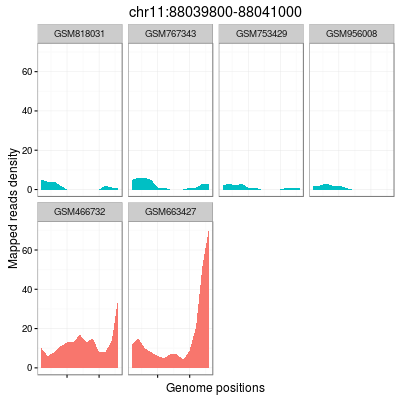 chr11:88039800-88041000
GSM818031 GSM767343 GSM753429 GSM956008
60
40
20
0
Mapped reads density
GSM466732 GSM663427
60
40
20
0
Genome positions